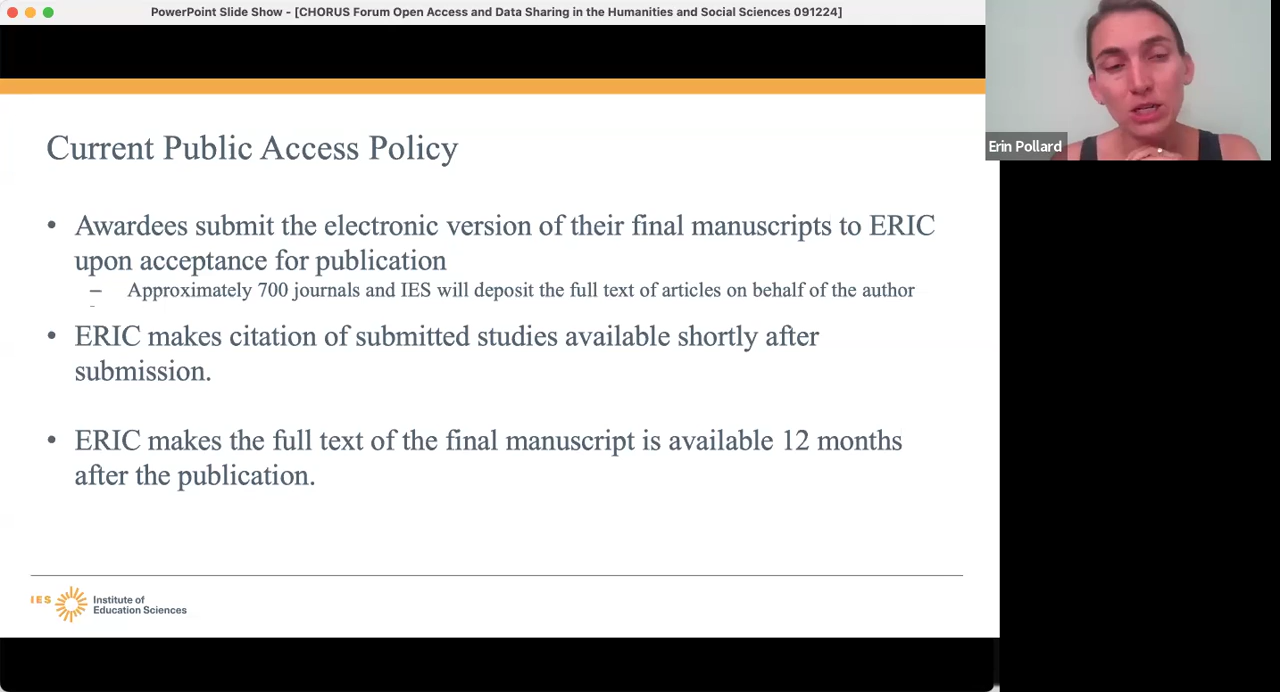 PowerPoint Slide Show - [CHORUS Forum Open Access and Data Sharing in the Humanities and Social Sciences 091224]
Erin Pollard
Current Public Access Policy
• Awardees submit the electronic version of their final manuscripts to ERIC
upon acceptance for publication
– Approximately 700 journals and IES will deposit the full text of articles on behalf of the author
• ERIC makes citation of submitted studies available shortly after
submission.
• ERIC makes the full text of the final manuscript is available 12 months
after the publication.
IES Institute of
Education Sciences